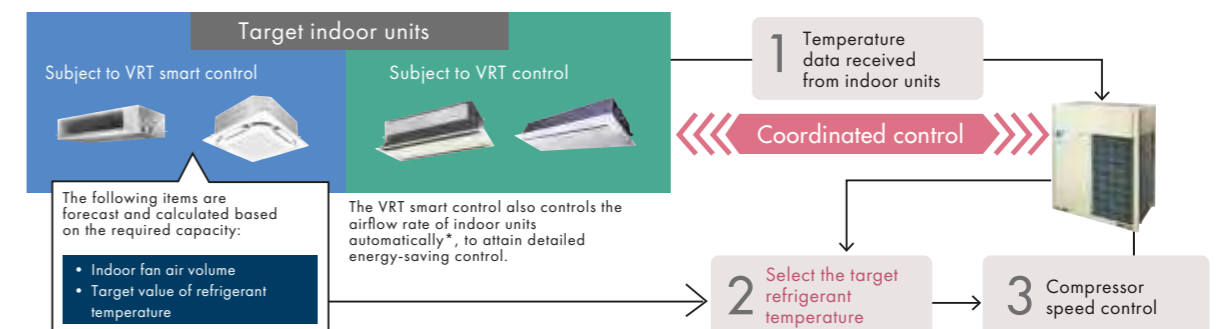 Target indoor units
Subject to VRT smart control
Subject to VRT control
1
Temperature
data received
from indoor units
Coordinated control
The following items are
forecast and calculated based
on the required capacity:
• Indoor fan air volume
• Target value of refrigerant
temperature
The VRT smart control also controls the
airflow rate of indoor units
automatically*, to attain detailed
energy-saving control.
2
Select the target
refrigerant
temperature
3
Compressor
speed control